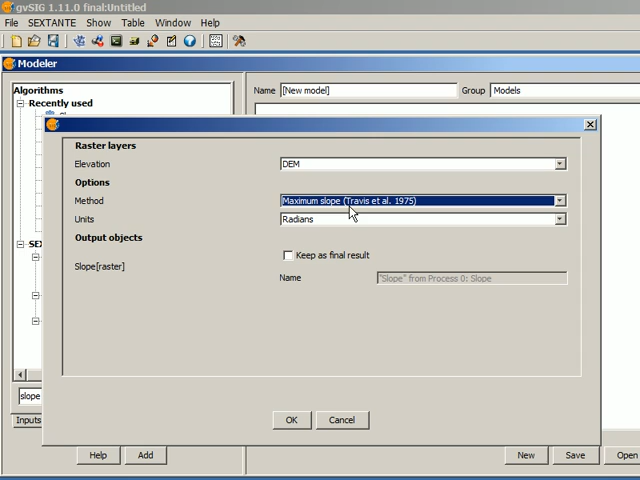 gvSIG 1.11.0 final:Untitled
File SEXTANTE Show Table Window Help
Modeler
Algorithms
Recently used
Name [New model] Group Models
Raster layers
Elevation DEM
Options
Method Maximum slope (Travis et al. 1975)
Units Radians
Output objects
Keep as final result
Slope[raster]
Name "Slope" from Process 0: Slope
SE
slope
OK Cancel
Inputs
Help Add New Save Open